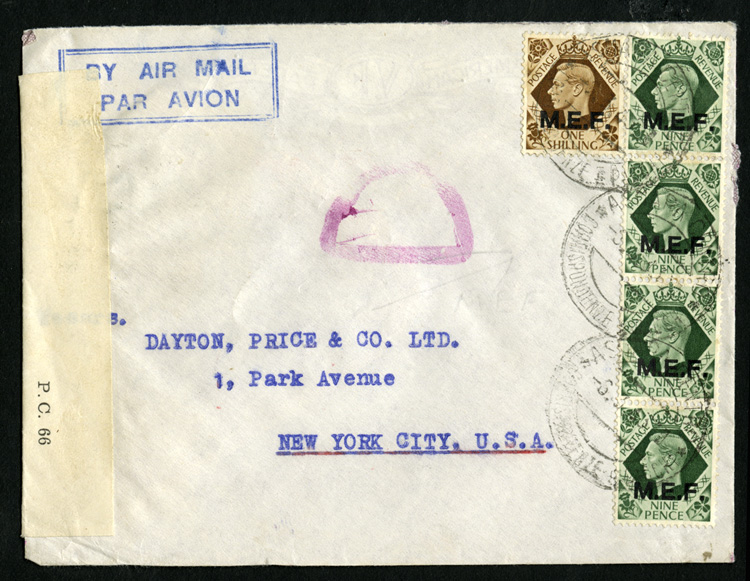 BY AIR MAIL
PAR AVION
POSTAGE REVENUE
M.E.F.
ONE
SHILLING
POSTAGE REVENUE
M.E.F.
NINE
PENCE
POSTAGE REVENUE
M.E.F.
NINE
PENCE
POSTAGE REVENUE
M.E.F.
NINE
PENCE
POSTAGE REVENUE
M.E.F.
NINE
PENCE
MEF
s.
DAYTON, PRICE & CO. LTD.
1, Park Avenue
NEW YORK CITY, U.S.A.
P.C. 66